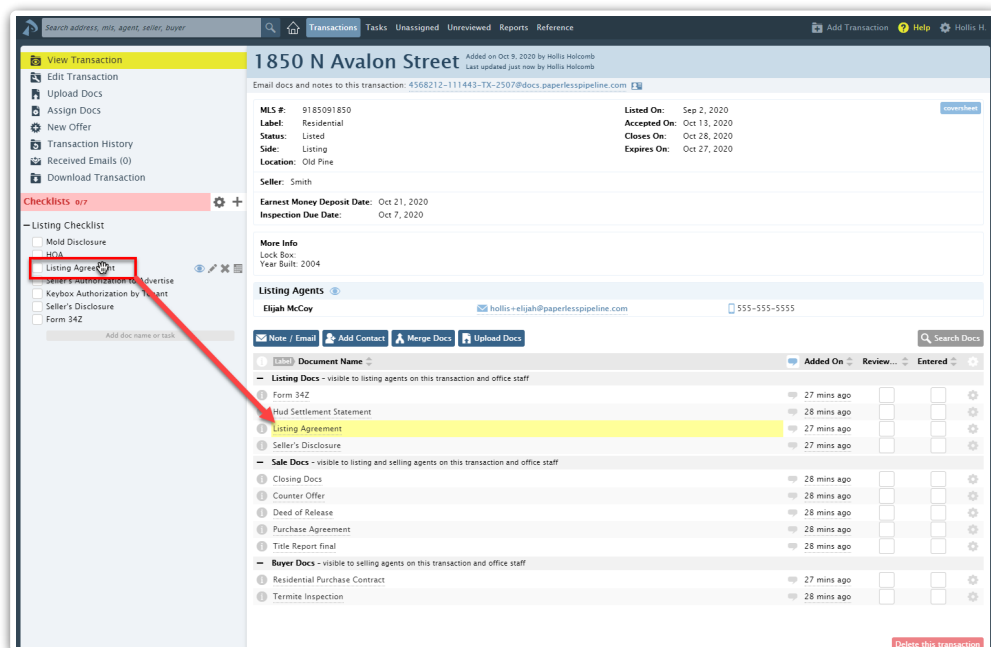 Search address, mls, agent, seller, buyer
Transactions Tasks Unassigned Unreviewed Reports Reference
Add Transaction Help Hollis H.
View Transaction
Edit Transaction
Upload Docs
Assign Docs
New Offer
Transaction History
Received Emails (0)
Download Transaction
Checklists 0/7
Listing Checklist
Mold Disclosure
HOA
Listing Agreement
Seller's Authorization to Advertise
Keybox Authorization by Tenant
Seller's Disclosure
Form 34Z
Add doc name or task
1850 N Avalon Street
Added on Oct 9, 2020 by Hollis Holcomb
Last updated just now by Hollis Holcomb
Email docs and notes to this transaction: 4568212-111443-TX-2507@docs.paperlesspipeline.com
coversheet
MLS #: 9185091850 Listed On: Sep 2, 2020
Label: Residential Accepted On: Oct 13, 2020
Status: Listed Closes On: Oct 28, 2020
Side: Listing Expires On: Oct 27, 2020
Location: Old Pine
Seller: Smith
Earnest Money Deposit Date: Oct 21, 2020
Inspection Due Date: Oct 7, 2020
More Info
Lock Box:
Year Built: 2004
Listing Agents
Elijah McCoy hollis+elijah@paperlesspipeline.com 555-555-5555
Note / Email Add Contact Merge Docs Upload Docs Search Docs
Label Document Name Added On Review... Entered
Listing Docs - visible to listing agents on this transaction and office staff
Form 34Z 27 mins ago
Hud Settlement Statement 28 mins ago
Listing Agreement 27 mins ago
Seller's Disclosure 27 mins ago
Sale Docs - visible to listing and selling agents on this transaction and office staff
Closing Docs 28 mins ago
Counter Offer 28 mins ago
Deed of Release 28 mins ago
Purchase Agreement 28 mins ago
Title Report final 28 mins ago
Buyer Docs - visible to selling agents on this transaction and office staff
Residential Purchase Contract 27 mins ago
Termite Inspection 28 mins ago
Delete this transaction